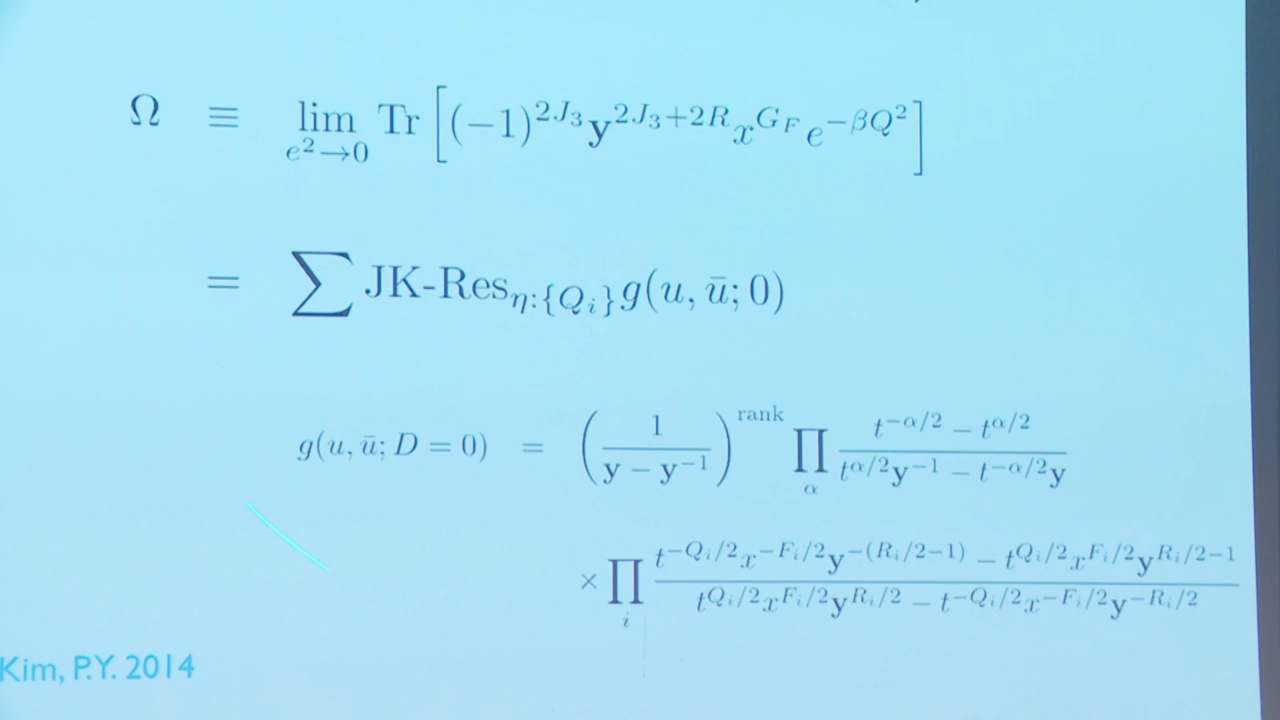 Ω ≡ lim_{e²→0} Tr [(−1)^{2J₃} 𝐲^{2J₃+2R} x^{G_F} e^{−βQ²}]
= ∑ JK-Res_{η:{Q_i}} g(u, ū; 0)
g(u, ū; D = 0) = (1 / (𝐲 − 𝐲^{−1}))^{rank} ∏_α (t^{−α/2} − t^{α/2}) / (t^{α/2}𝐲^{−1} − t^{−α/2}𝐲)
× ∏_i (t^{−Q_i/2} x^{−F_i/2} 𝐲^{−(R_i/2−1)} − t^{Q_i/2} x^{F_i/2} 𝐲^{R_i/2−1}) / (t^{Q_i/2} x^{F_i/2} 𝐲^{R_i/2} − t^{−Q_i/2} x^{−F_i/2} 𝐲^{−R_i/2})
Kim, P.Y. 2014